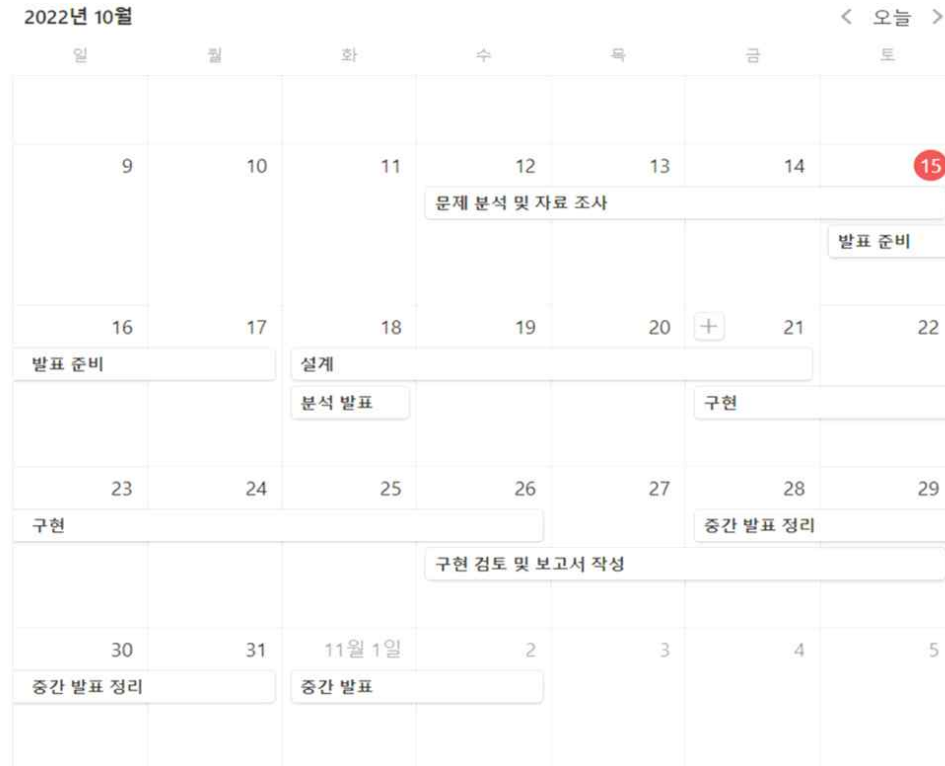 2022년 10월
오늘
일 월 화 수 목 금 토
9 10 11 12 13 14 15
문제 분석 및 자료 조사
발표 준비
16 17 18 19 20 21 22
발표 준비 설계
분석 발표 구현
23 24 25 26 27 28 29
구현 중간 발표 정리
구현 검토 및 보고서 작성
30 31 11월 1일 2 3 4 5
중간 발표 정리 중간 발표